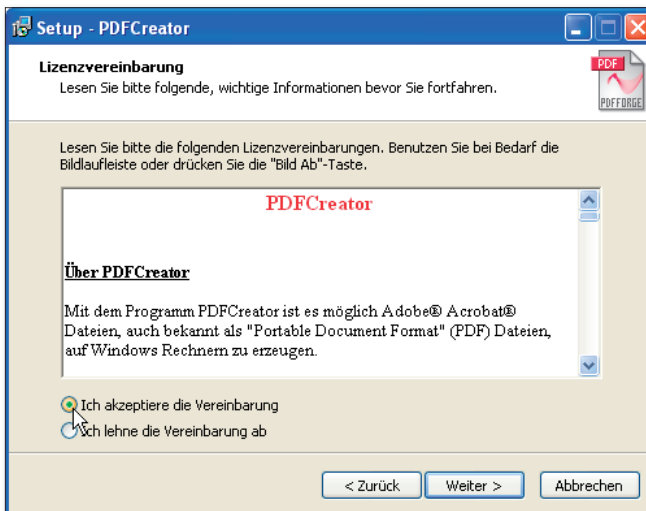 Setup - PDFCreator
Lizenzvereinbarung
Lesen Sie bitte folgende, wichtige Informationen bevor Sie fortfahren.
PDF
PDFFORGE
Lesen Sie bitte die folgenden Lizenzvereinbarungen. Benutzen Sie bei Bedarf die
Bildlaufleiste oder drücken Sie die "Bild Ab"-Taste.
PDFCreator
Über PDFCreator
Mit dem Programm PDFCreator ist es möglich Adobe® Acrobat®
Dateien, auch bekannt als "Portable Document Format" (PDF) Dateien,
auf Windows Rechnern zu erzeugen.
Ich akzeptiere die Vereinbarung
Ich lehne die Vereinbarung ab
< Zurück Weiter > Abbrechen